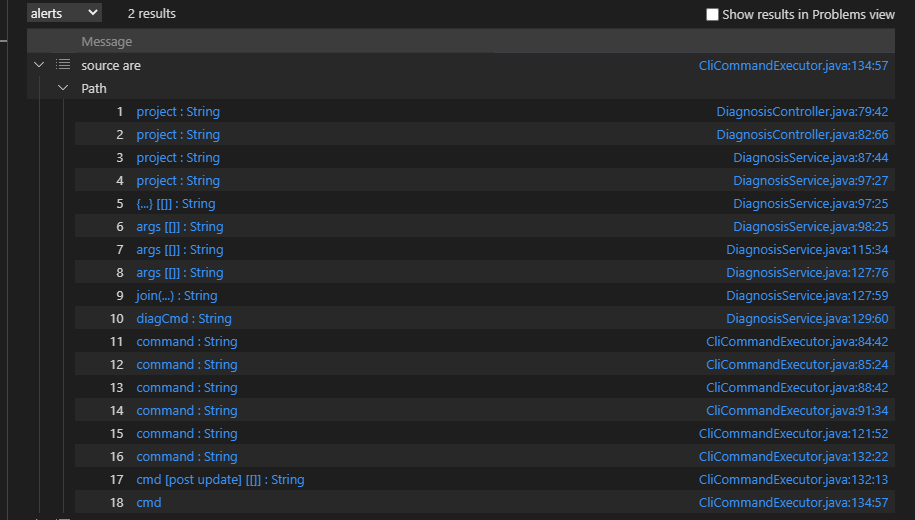 alerts 2 results Show results in Problems view
Message
source are CliCommandExecutor.java:134:57
Path
1 project : String DiagnosisController.java:79:42
2 project : String DiagnosisController.java:82:66
3 project : String DiagnosisService.java:87:44
4 project : String DiagnosisService.java:97:27
5 {...} [[]] : String DiagnosisService.java:97:25
6 args [[]] : String DiagnosisService.java:98:25
7 args [[]] : String DiagnosisService.java:115:34
8 args [[]] : String DiagnosisService.java:127:76
9 join(...) : String DiagnosisService.java:127:59
10 diagCmd : String DiagnosisService.java:129:60
11 command : String CliCommandExecutor.java:84:42
12 command : String CliCommandExecutor.java:85:24
13 command : String CliCommandExecutor.java:88:42
14 command : String CliCommandExecutor.java:91:34
15 command : String CliCommandExecutor.java:121:52
16 command : String CliCommandExecutor.java:132:22
17 cmd [post update] [[]] : String CliCommandExecutor.java:132:13
18 cmd CliCommandExecutor.java:134:57